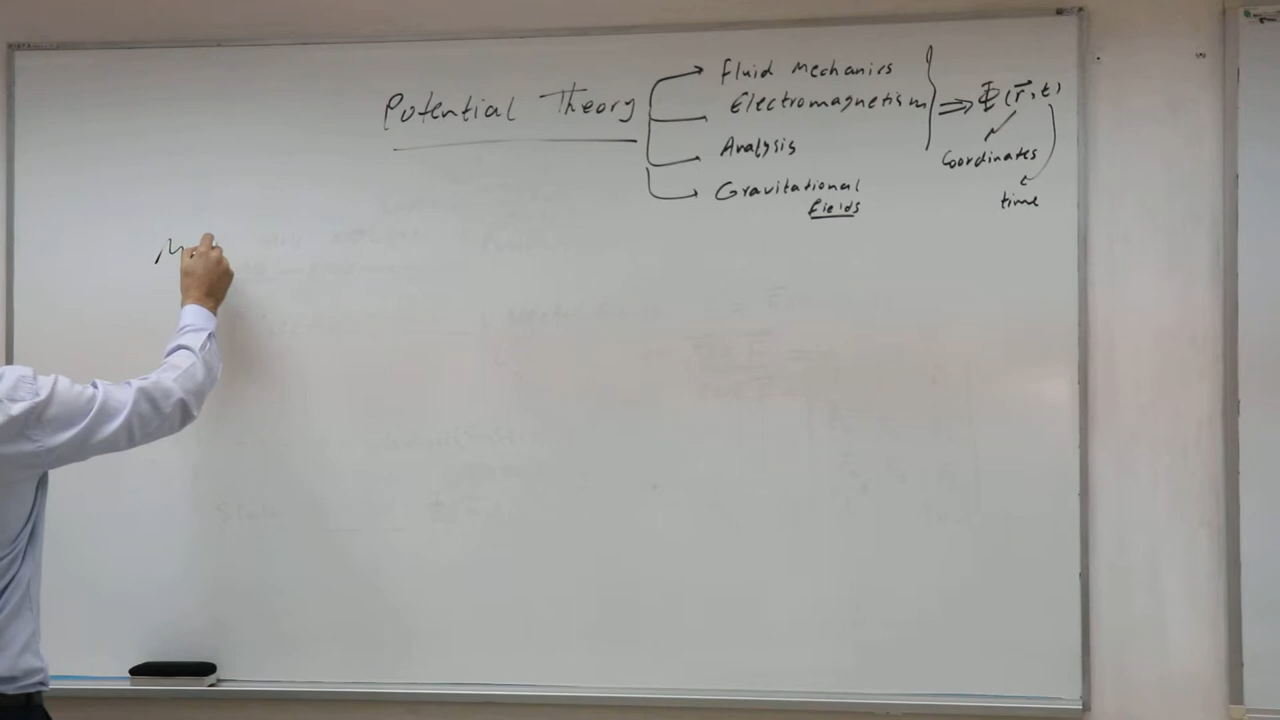 Potential Theory
Fluid Mechanics
Electromagnetism
Analysis
Gravitational
Fields
⇒ Φ(r⃗, t)
Coordinates
time